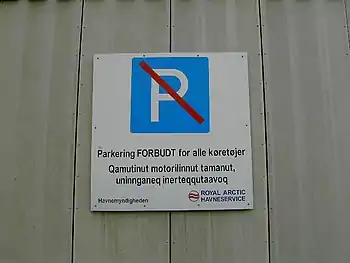 P
Parkering FORBUDT for alle køretøjer
Qamutinut motorilinnut tamanut,
uninnganeq inerteqqutaavoq
Havnemyndigheden
ROYAL ARCTIC
HAVNESERVICE